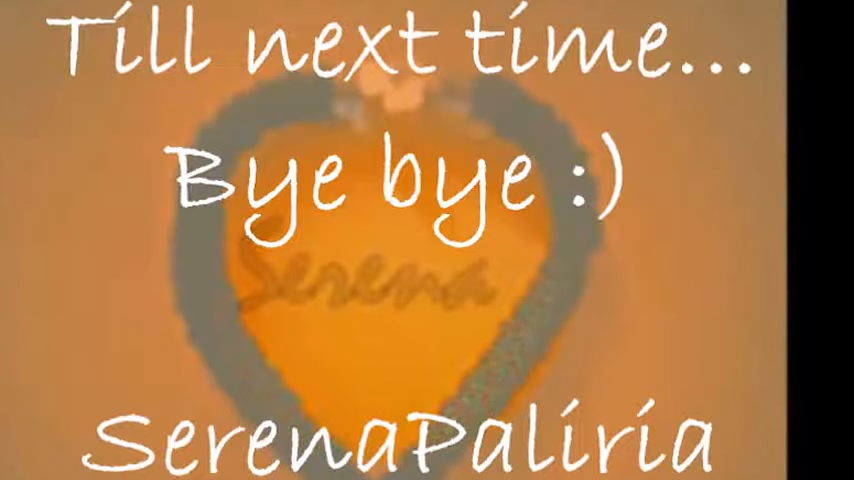 Till next time...
Bye bye :)
Serena
SerenaPaliria